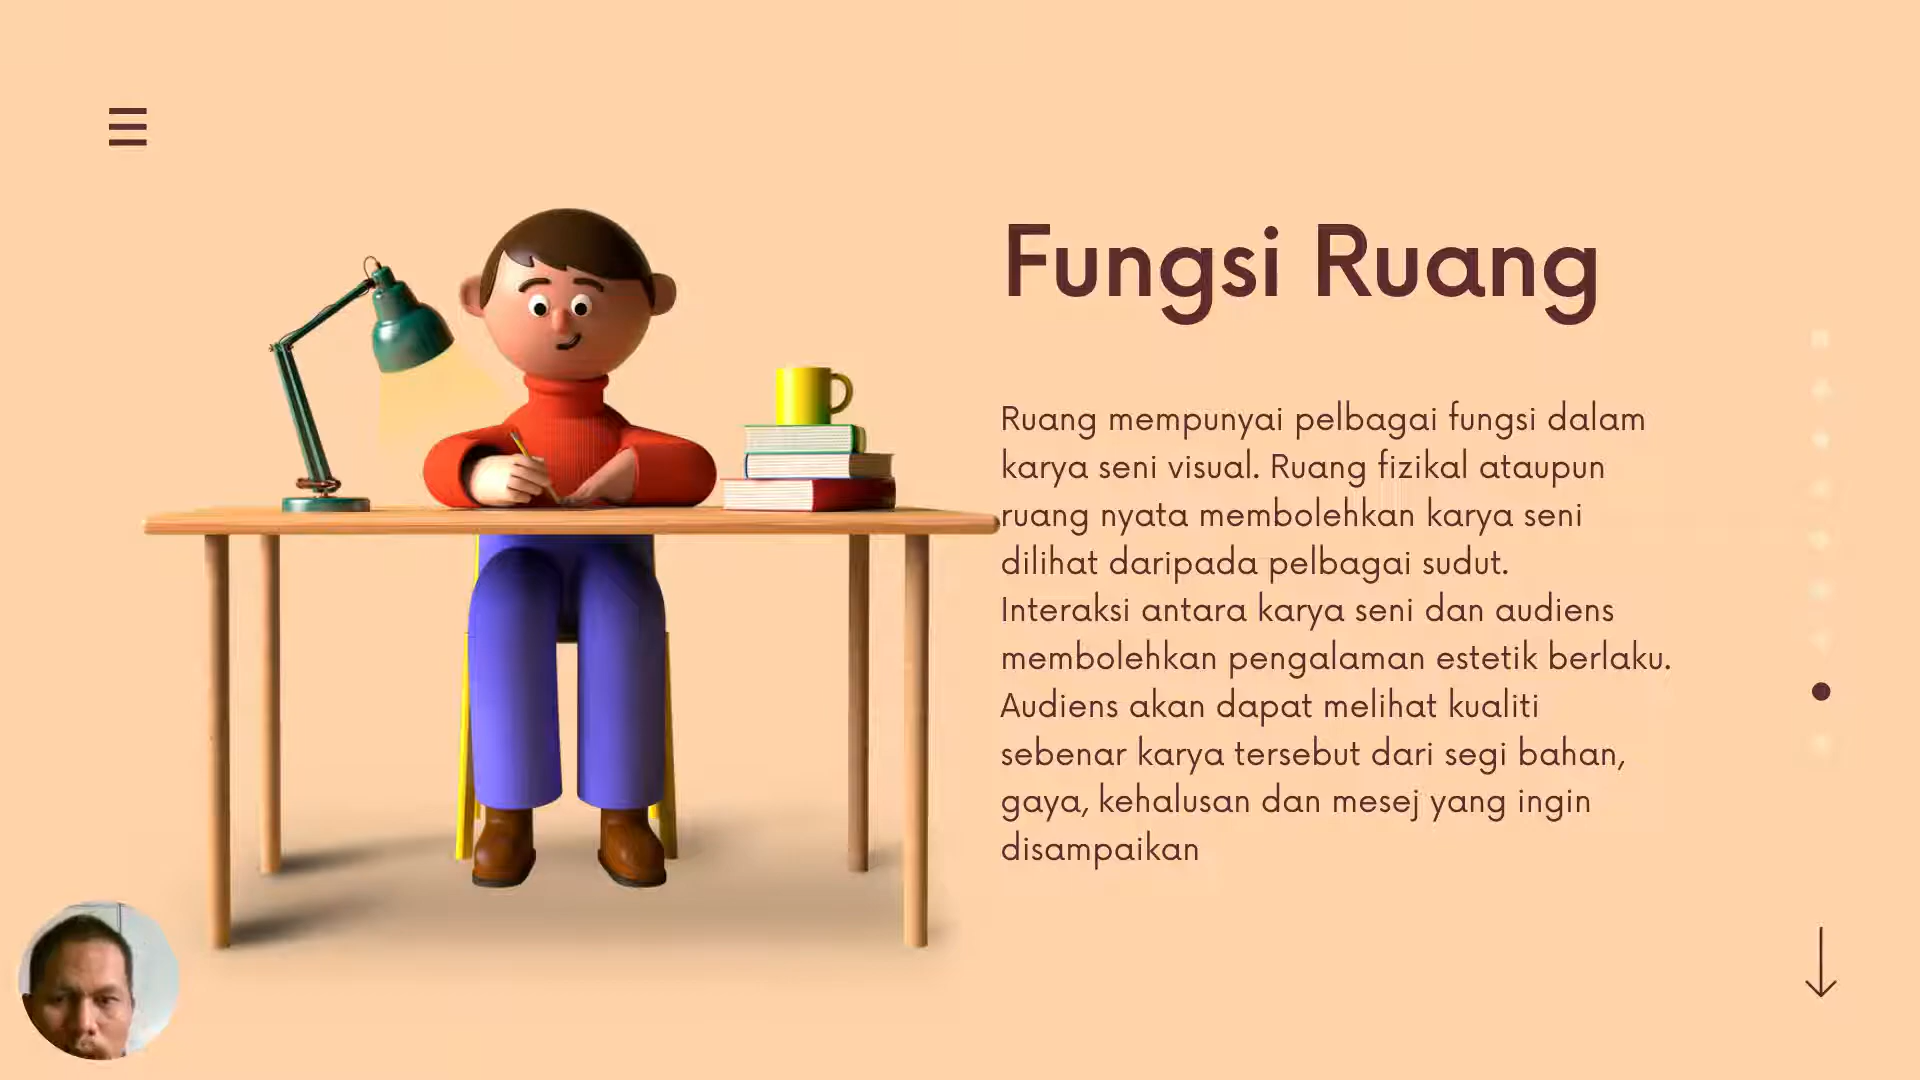 Fungsi Ruang
Ruang mempunyai pelbagai fungsi dalam
karya seni visual. Ruang fizikal ataupun
ruang nyata membolehkan karya seni
dilihat daripada pelbagai sudut.
Interaksi antara karya seni dan audiens
membolehkan pengalaman estetik berlaku.
Audiens akan dapat melihat kualiti
sebenar karya tersebut dari segi bahan,
gaya, kehalusan dan mesej yang ingin
disampaikan